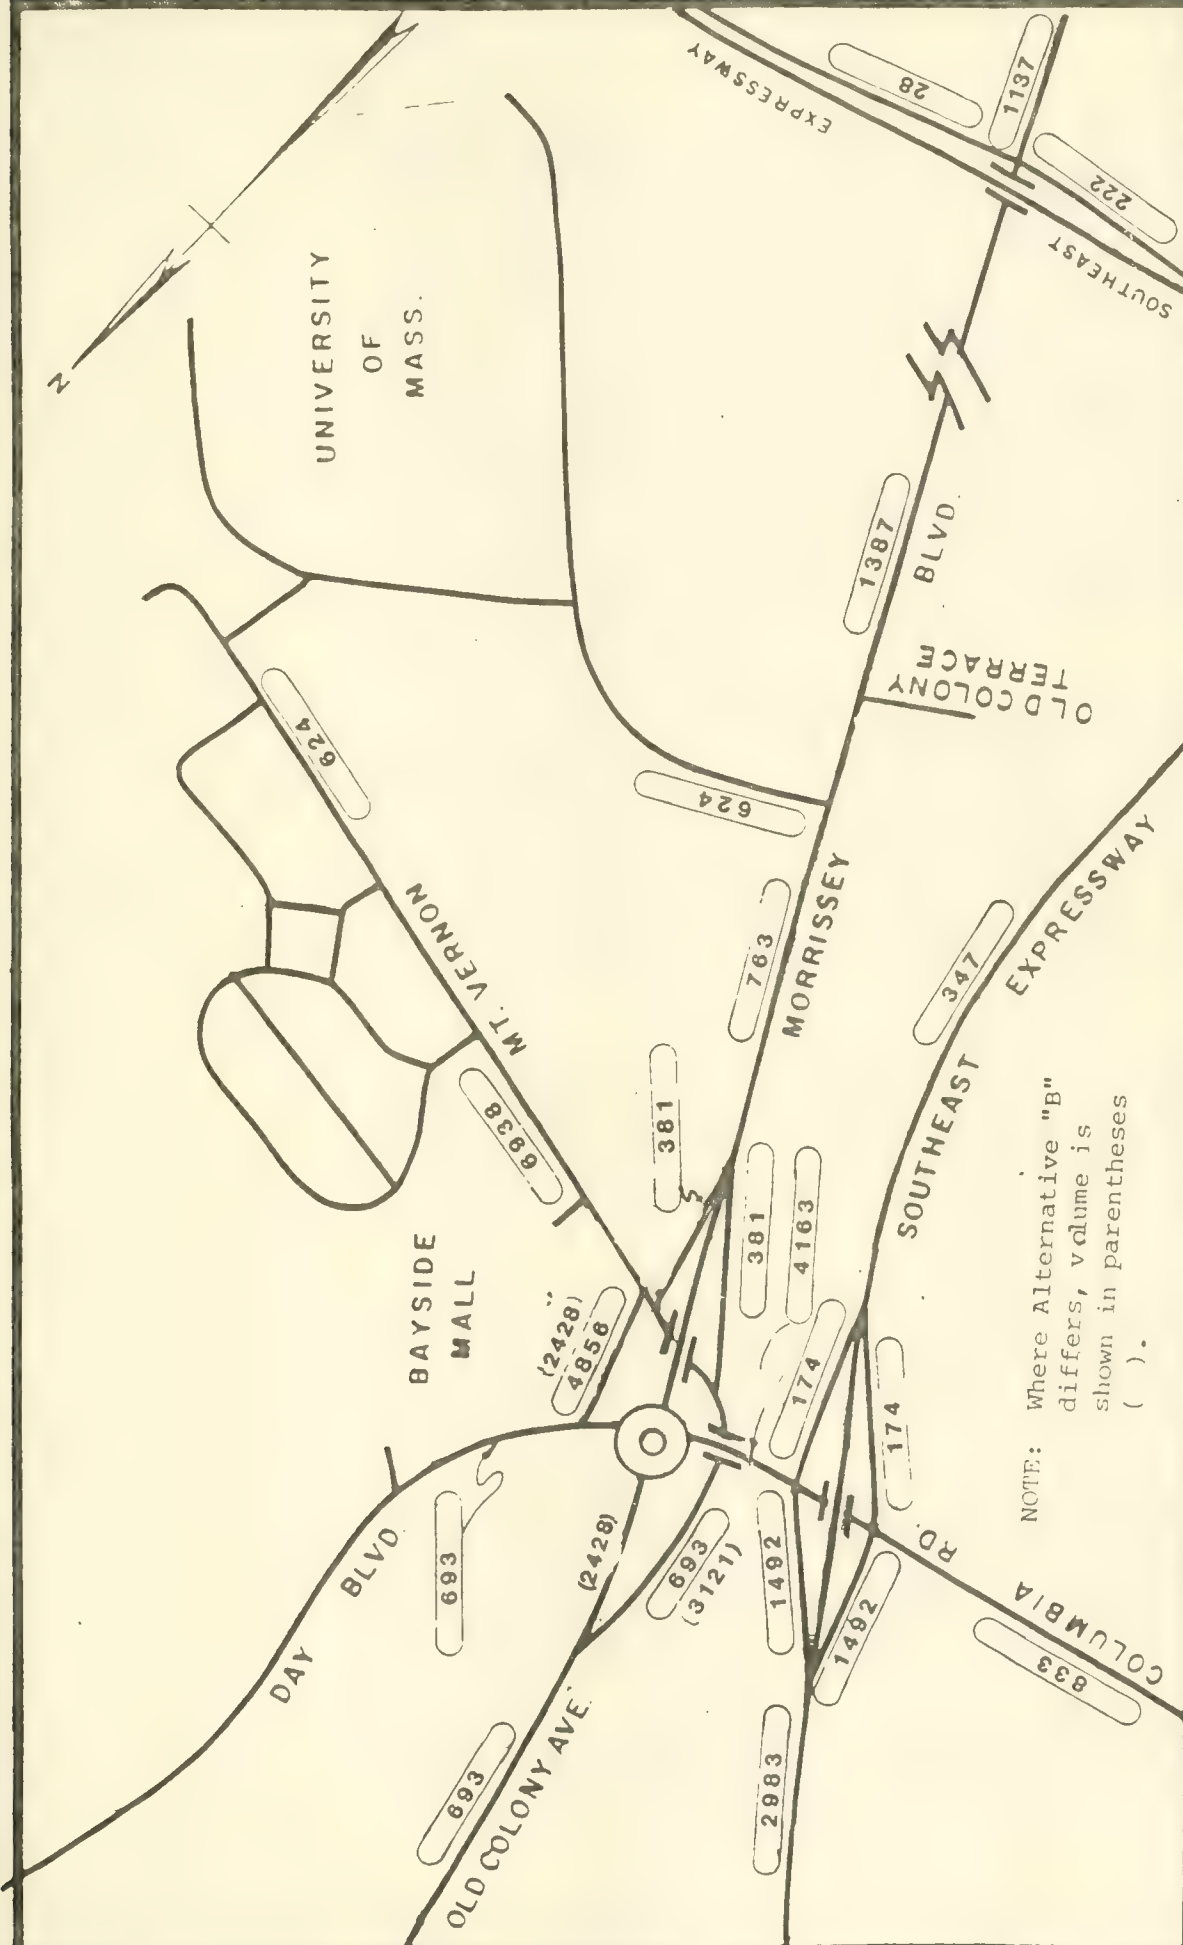 N
UNIVERSITY
OF
MASS.
EXPRESSWAY
28
1137
222
SOUTHEAST
1387
BLVD.
OLD COLONY
TERRACE
624
624
MT. VERNON
6938
763
MORRISSEY
347
EXPRESSWAY
SOUTHEAST
381
381
4163
174
174
BAYSIDE
MALL
(2428)
4856
DAY
BLVD.
693
(2428)
693
(3121)
1492
1492
RD.
COLUMBIA
833
693
OLD COLONY AVE.
2983
NOTE: Where Alternative "B"
differs, volume is
shown in parentheses
( ).